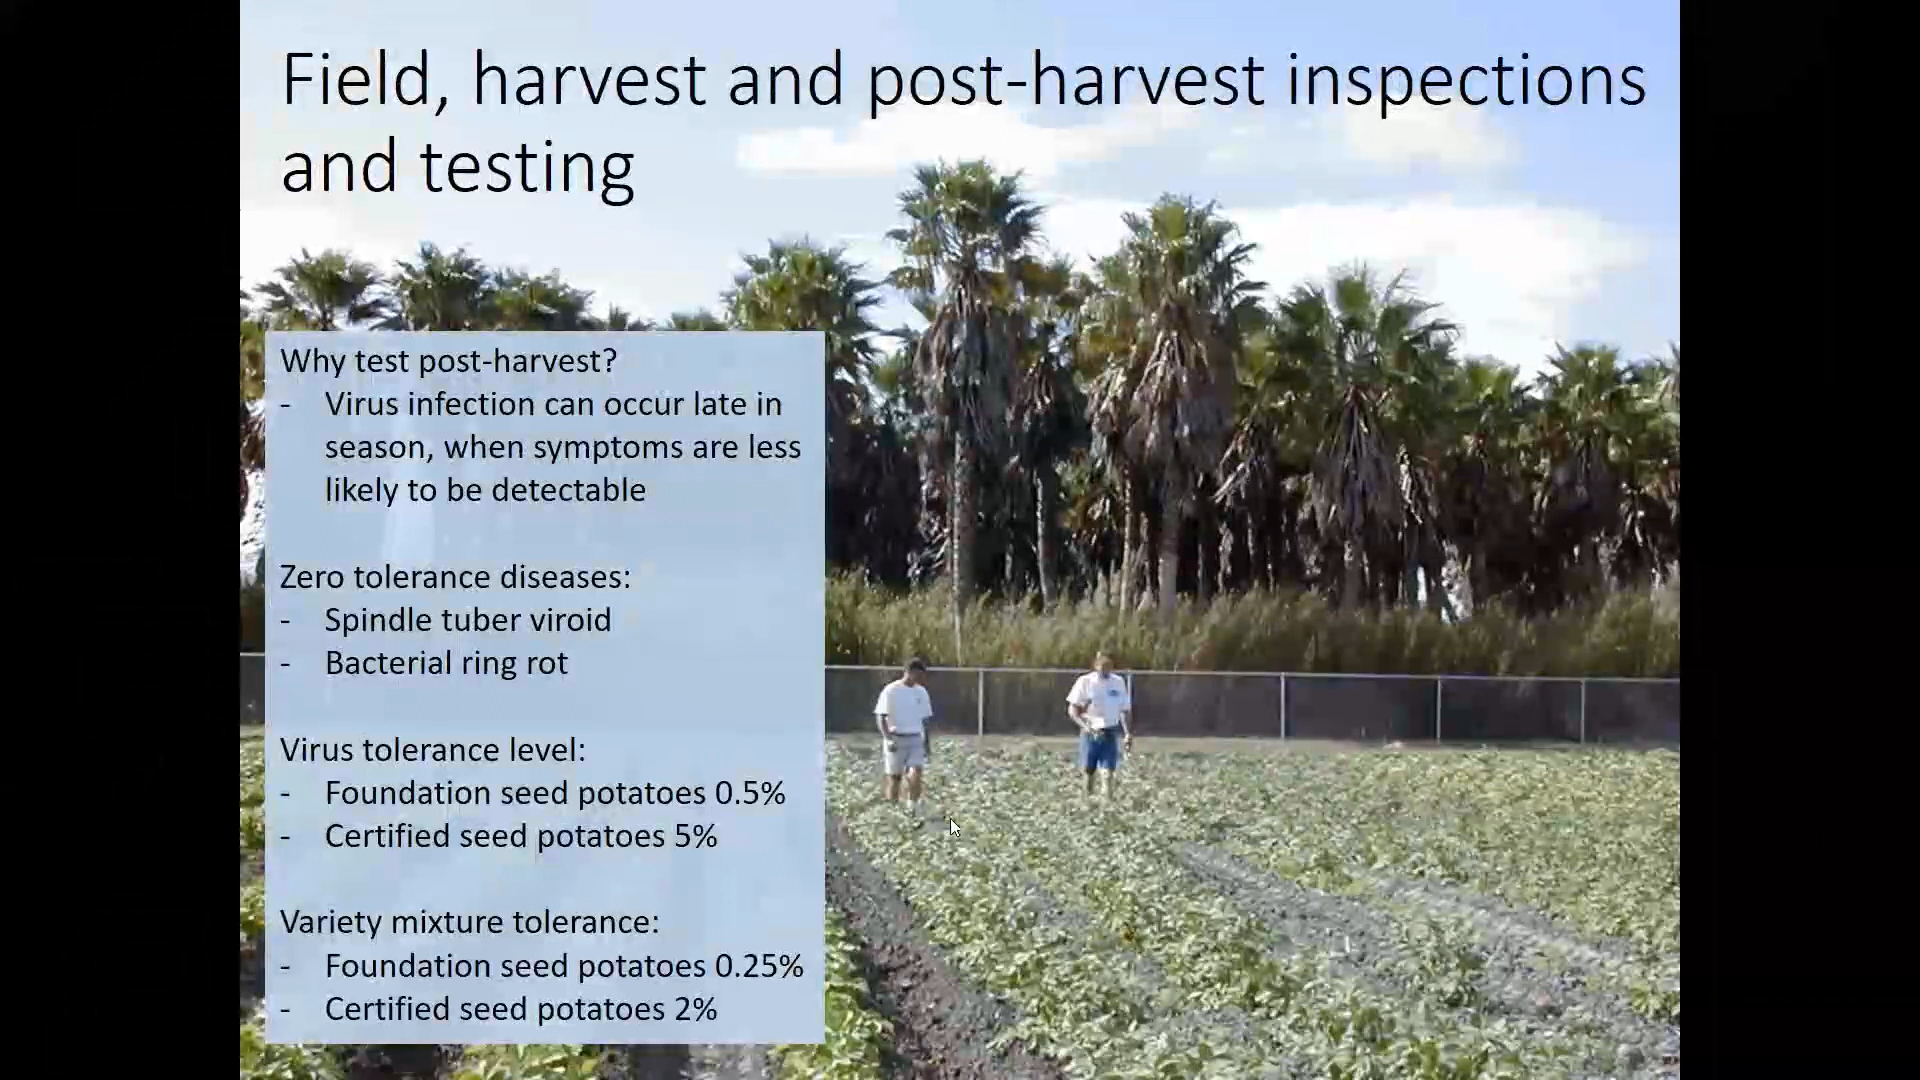 Field, harvest and post-harvest inspections
and testing
Why test post-harvest?
- Virus infection can occur late in
season, when symptoms are less
likely to be detectable
Zero tolerance diseases:
- Spindle tuber viroid
- Bacterial ring rot
Virus tolerance level:
- Foundation seed potatoes 0.5%
- Certified seed potatoes 5%
Variety mixture tolerance:
- Foundation seed potatoes 0.25%
- Certified seed potatoes 2%